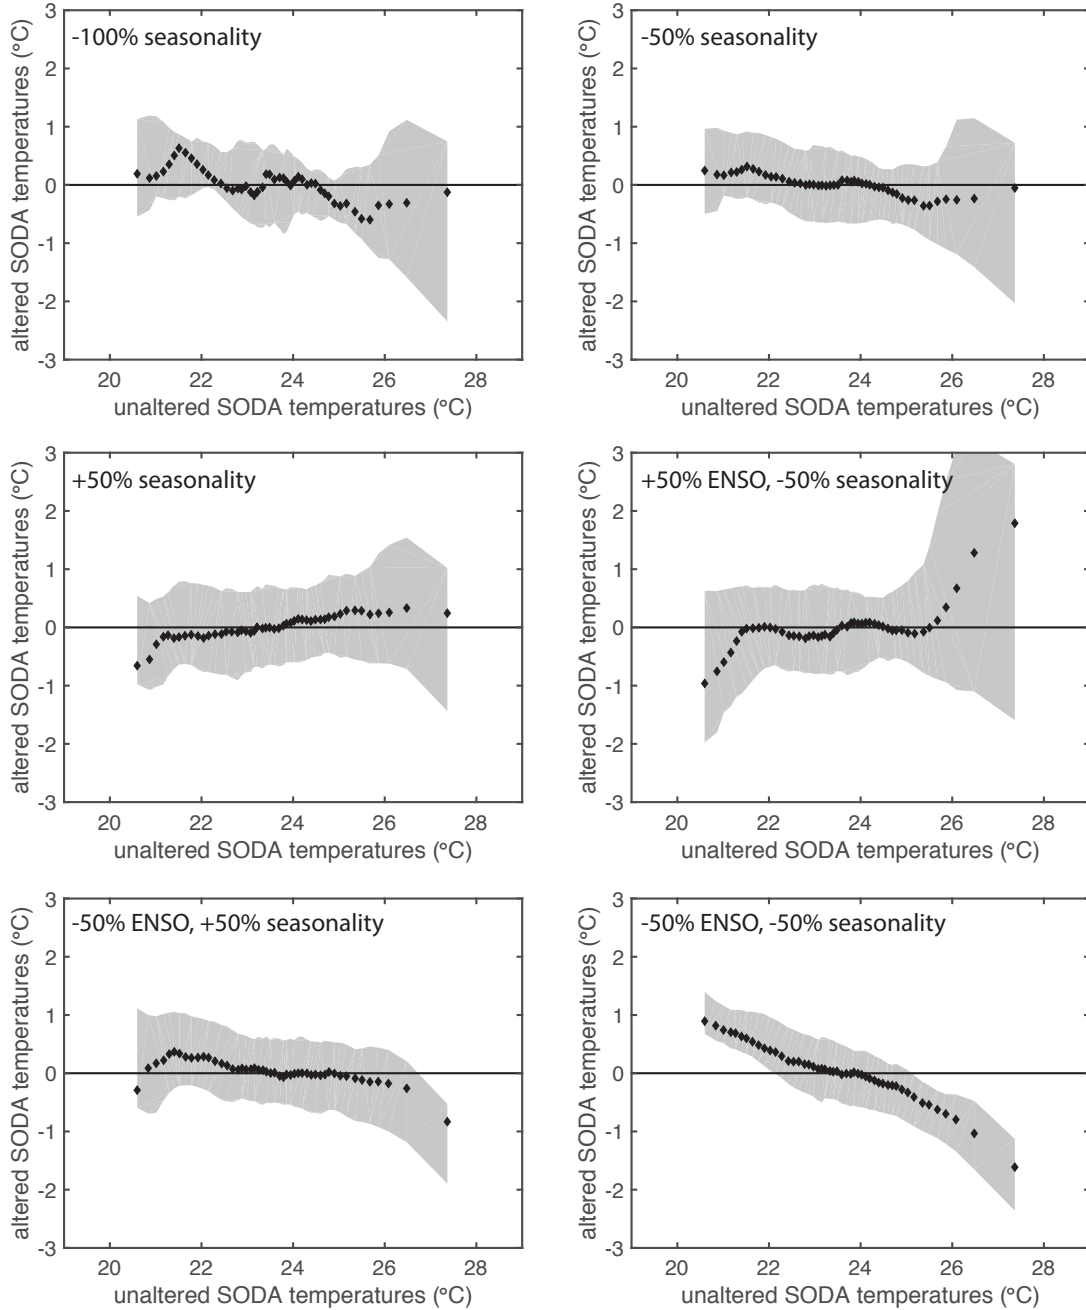 -100% seasonality
3
2
1
0
-1
-2
-3
altered SODA temperatures (°C)
20 22 24 26 28
unaltered SODA temperatures (°C)
-50% seasonality
3
2
1
0
-1
-2
-3
altered SODA temperatures (°C)
20 22 24 26 28
unaltered SODA temperatures (°C)
+50% seasonality
3
2
1
0
-1
-2
-3
altered SODA temperatures (°C)
20 22 24 26 28
unaltered SODA temperatures (°C)
+50% ENSO, -50% seasonality
3
2
1
0
-1
-2
-3
altered SODA temperatures (°C)
20 22 24 26 28
unaltered SODA temperatures (°C)
-50% ENSO, +50% seasonality
3
2
1
0
-1
-2
-3
altered SODA temperatures (°C)
20 22 24 26 28
unaltered SODA temperatures (°C)
-50% ENSO, -50% seasonality
3
2
1
0
-1
-2
-3
altered SODA temperatures (°C)
20 22 24 26 28
unaltered SODA temperatures (°C)